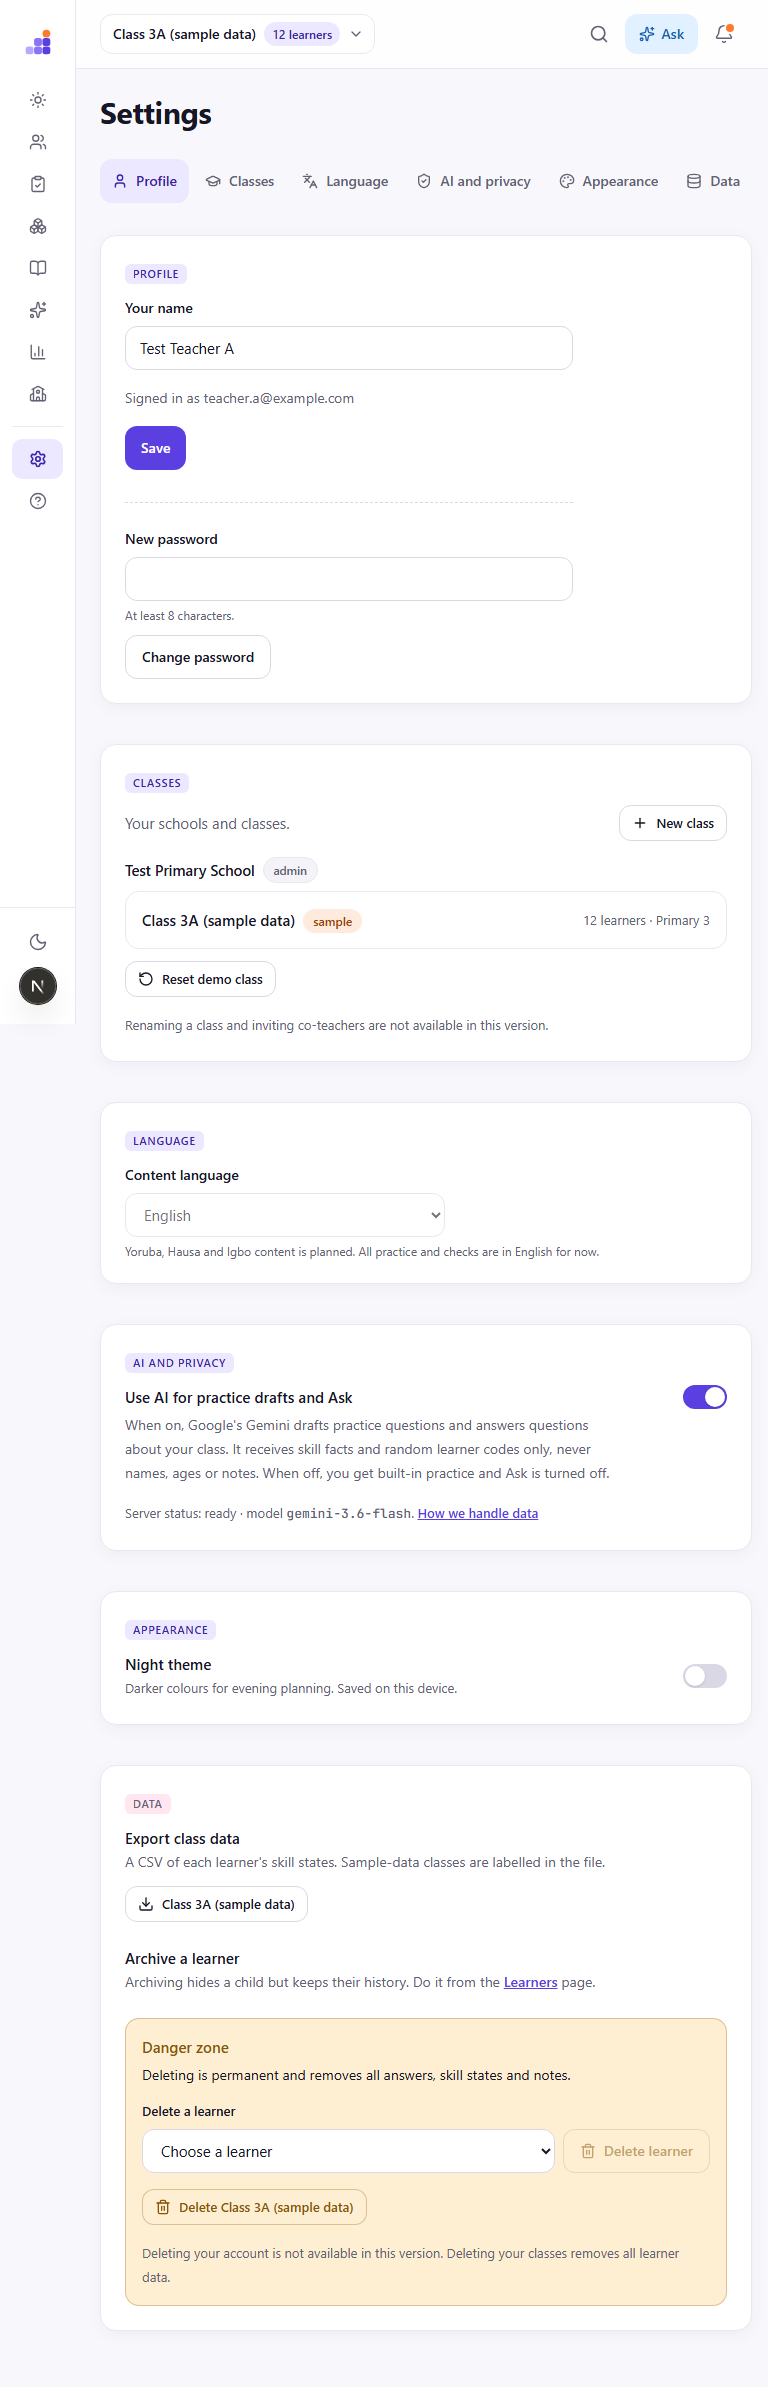 Class 3A (sample data) 12 learners
Ask
Settings
Profile Classes Language AI and privacy Appearance Data
PROFILE
Your name
Test Teacher A
Signed in as teacher.a@example.com
Save
New password
At least 8 characters.
Change password
CLASSES
Your schools and classes.
New class
Test Primary School admin
Class 3A (sample data) sample 12 learners · Primary 3
Reset demo class
N
Renaming a class and inviting co-teachers are not available in this version.
LANGUAGE
Content language
English
Yoruba, Hausa and Igbo content is planned. All practice and checks are in English for now.
AI AND PRIVACY
Use AI for practice drafts and Ask
When on, Google's Gemini drafts practice questions and answers questions
about your class. It receives skill facts and random learner codes only, never
names, ages or notes. When off, you get built-in practice and Ask is turned off.
Server status: ready · model gemini-3.6-flash. How we handle data
APPEARANCE
Night theme
Darker colours for evening planning. Saved on this device.
DATA
Export class data
A CSV of each learner's skill states. Sample-data classes are labelled in the file.
Class 3A (sample data)
Archive a learner
Archiving hides a child but keeps their history. Do it from the Learners page.
Danger zone
Deleting is permanent and removes all answers, skill states and notes.
Delete a learner
Choose a learner
Delete learner
Delete Class 3A (sample data)
Deleting your account is not available in this version. Deleting your classes removes all learner
data.